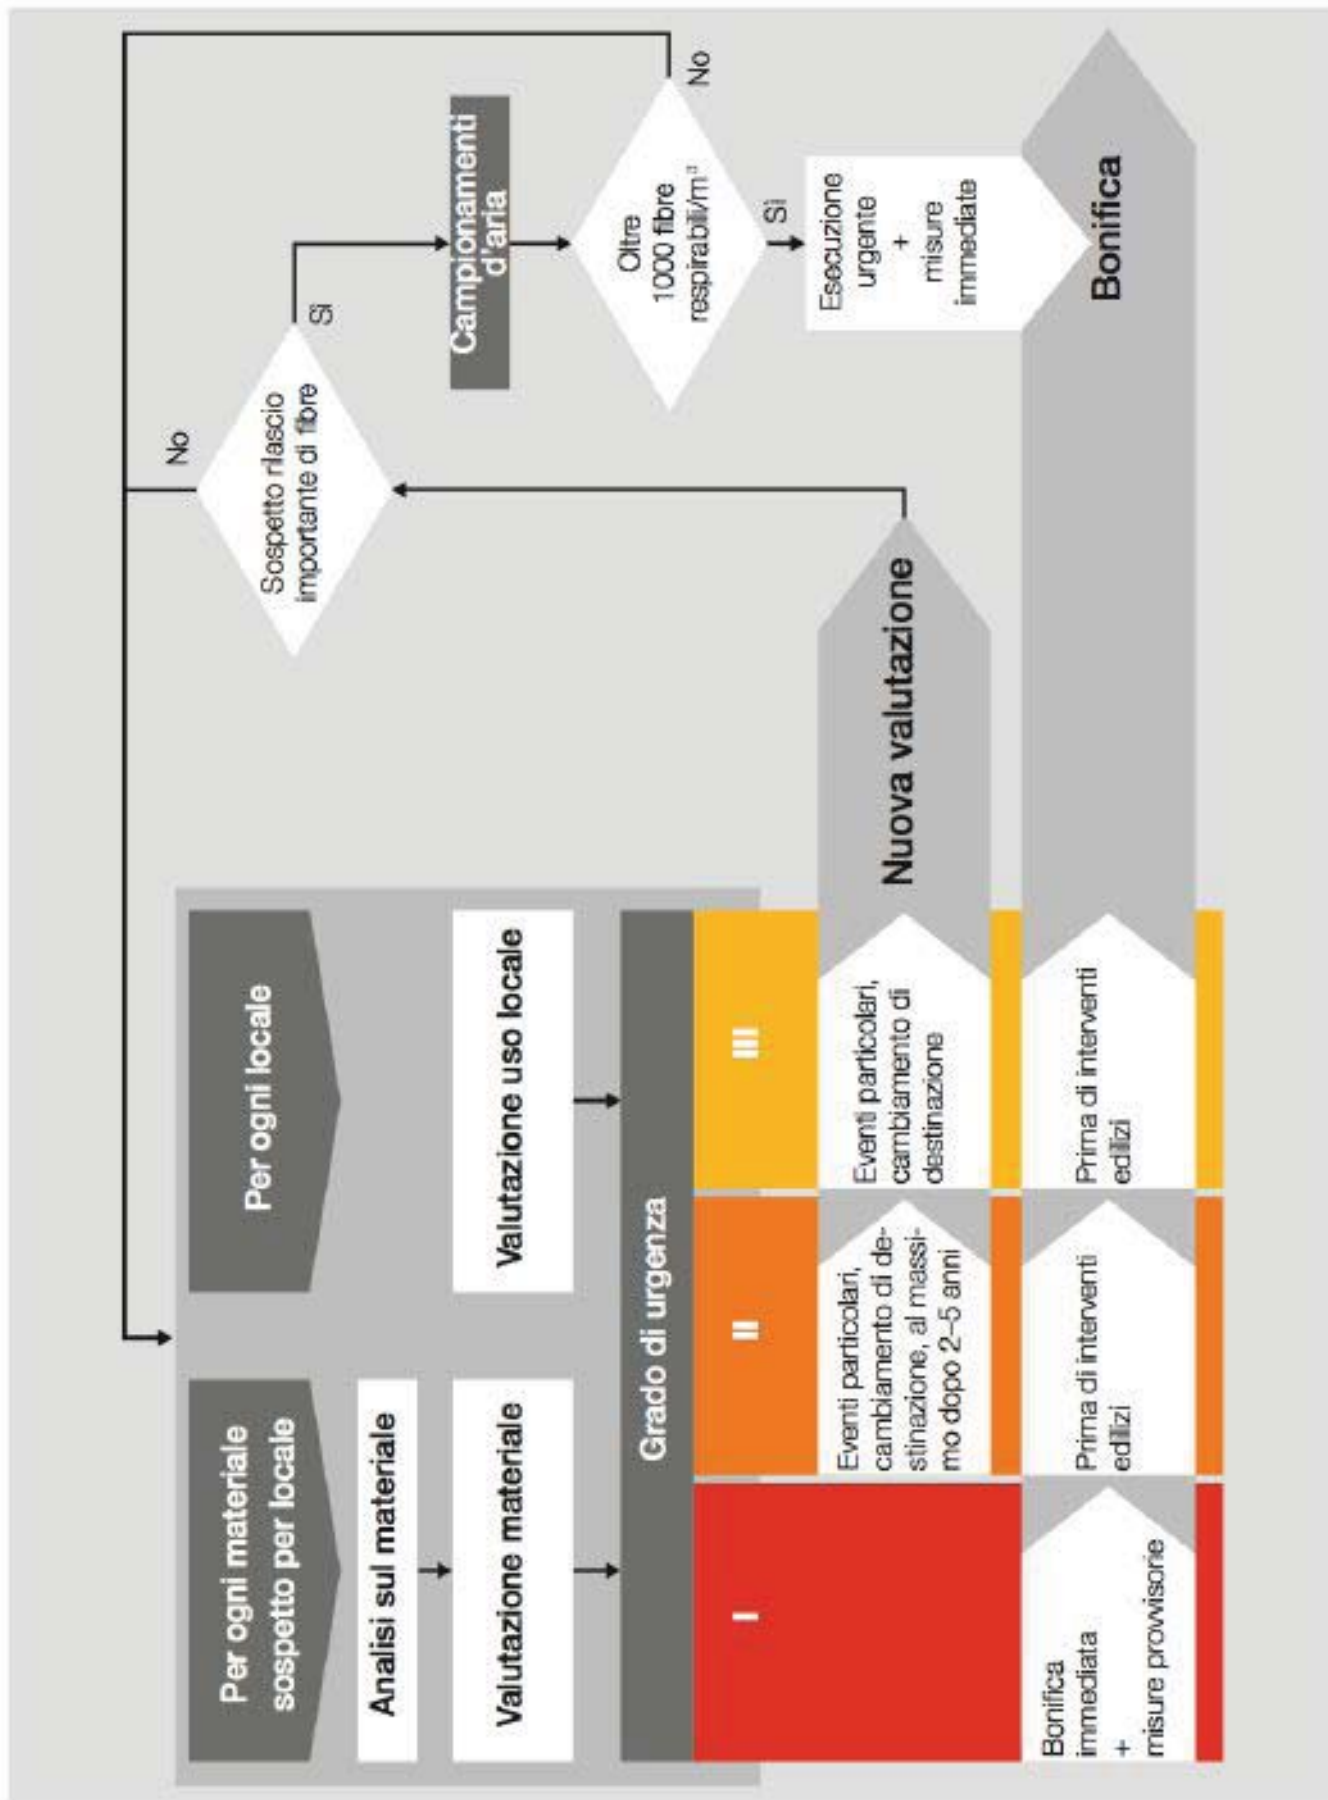 Per ogni materiale
sospetto per locale
Analisi sul materiale
Valutazione materiale
Per ogni locale
Valutazione uso locale
Grado di urgenza
I
II
III
Bonifica
immediata
+
misure provvisorie
Eventi particolari,
cambiamento di de-
stinazione, al massi-
mo dopo 2–5 anni
Prima di interventi
edilizi
Eventi particolari,
cambiamento di
destinazione
Prima di interventi
edilizi
Nuova valutazione
Sospetto rilascio
importante di fibre
No
Sì
Campionamenti
d'aria
Oltre
1000 fibre
respirabili/m³
No
Sì
Esecuzione
urgente
+
misure
immediate
Bonifica